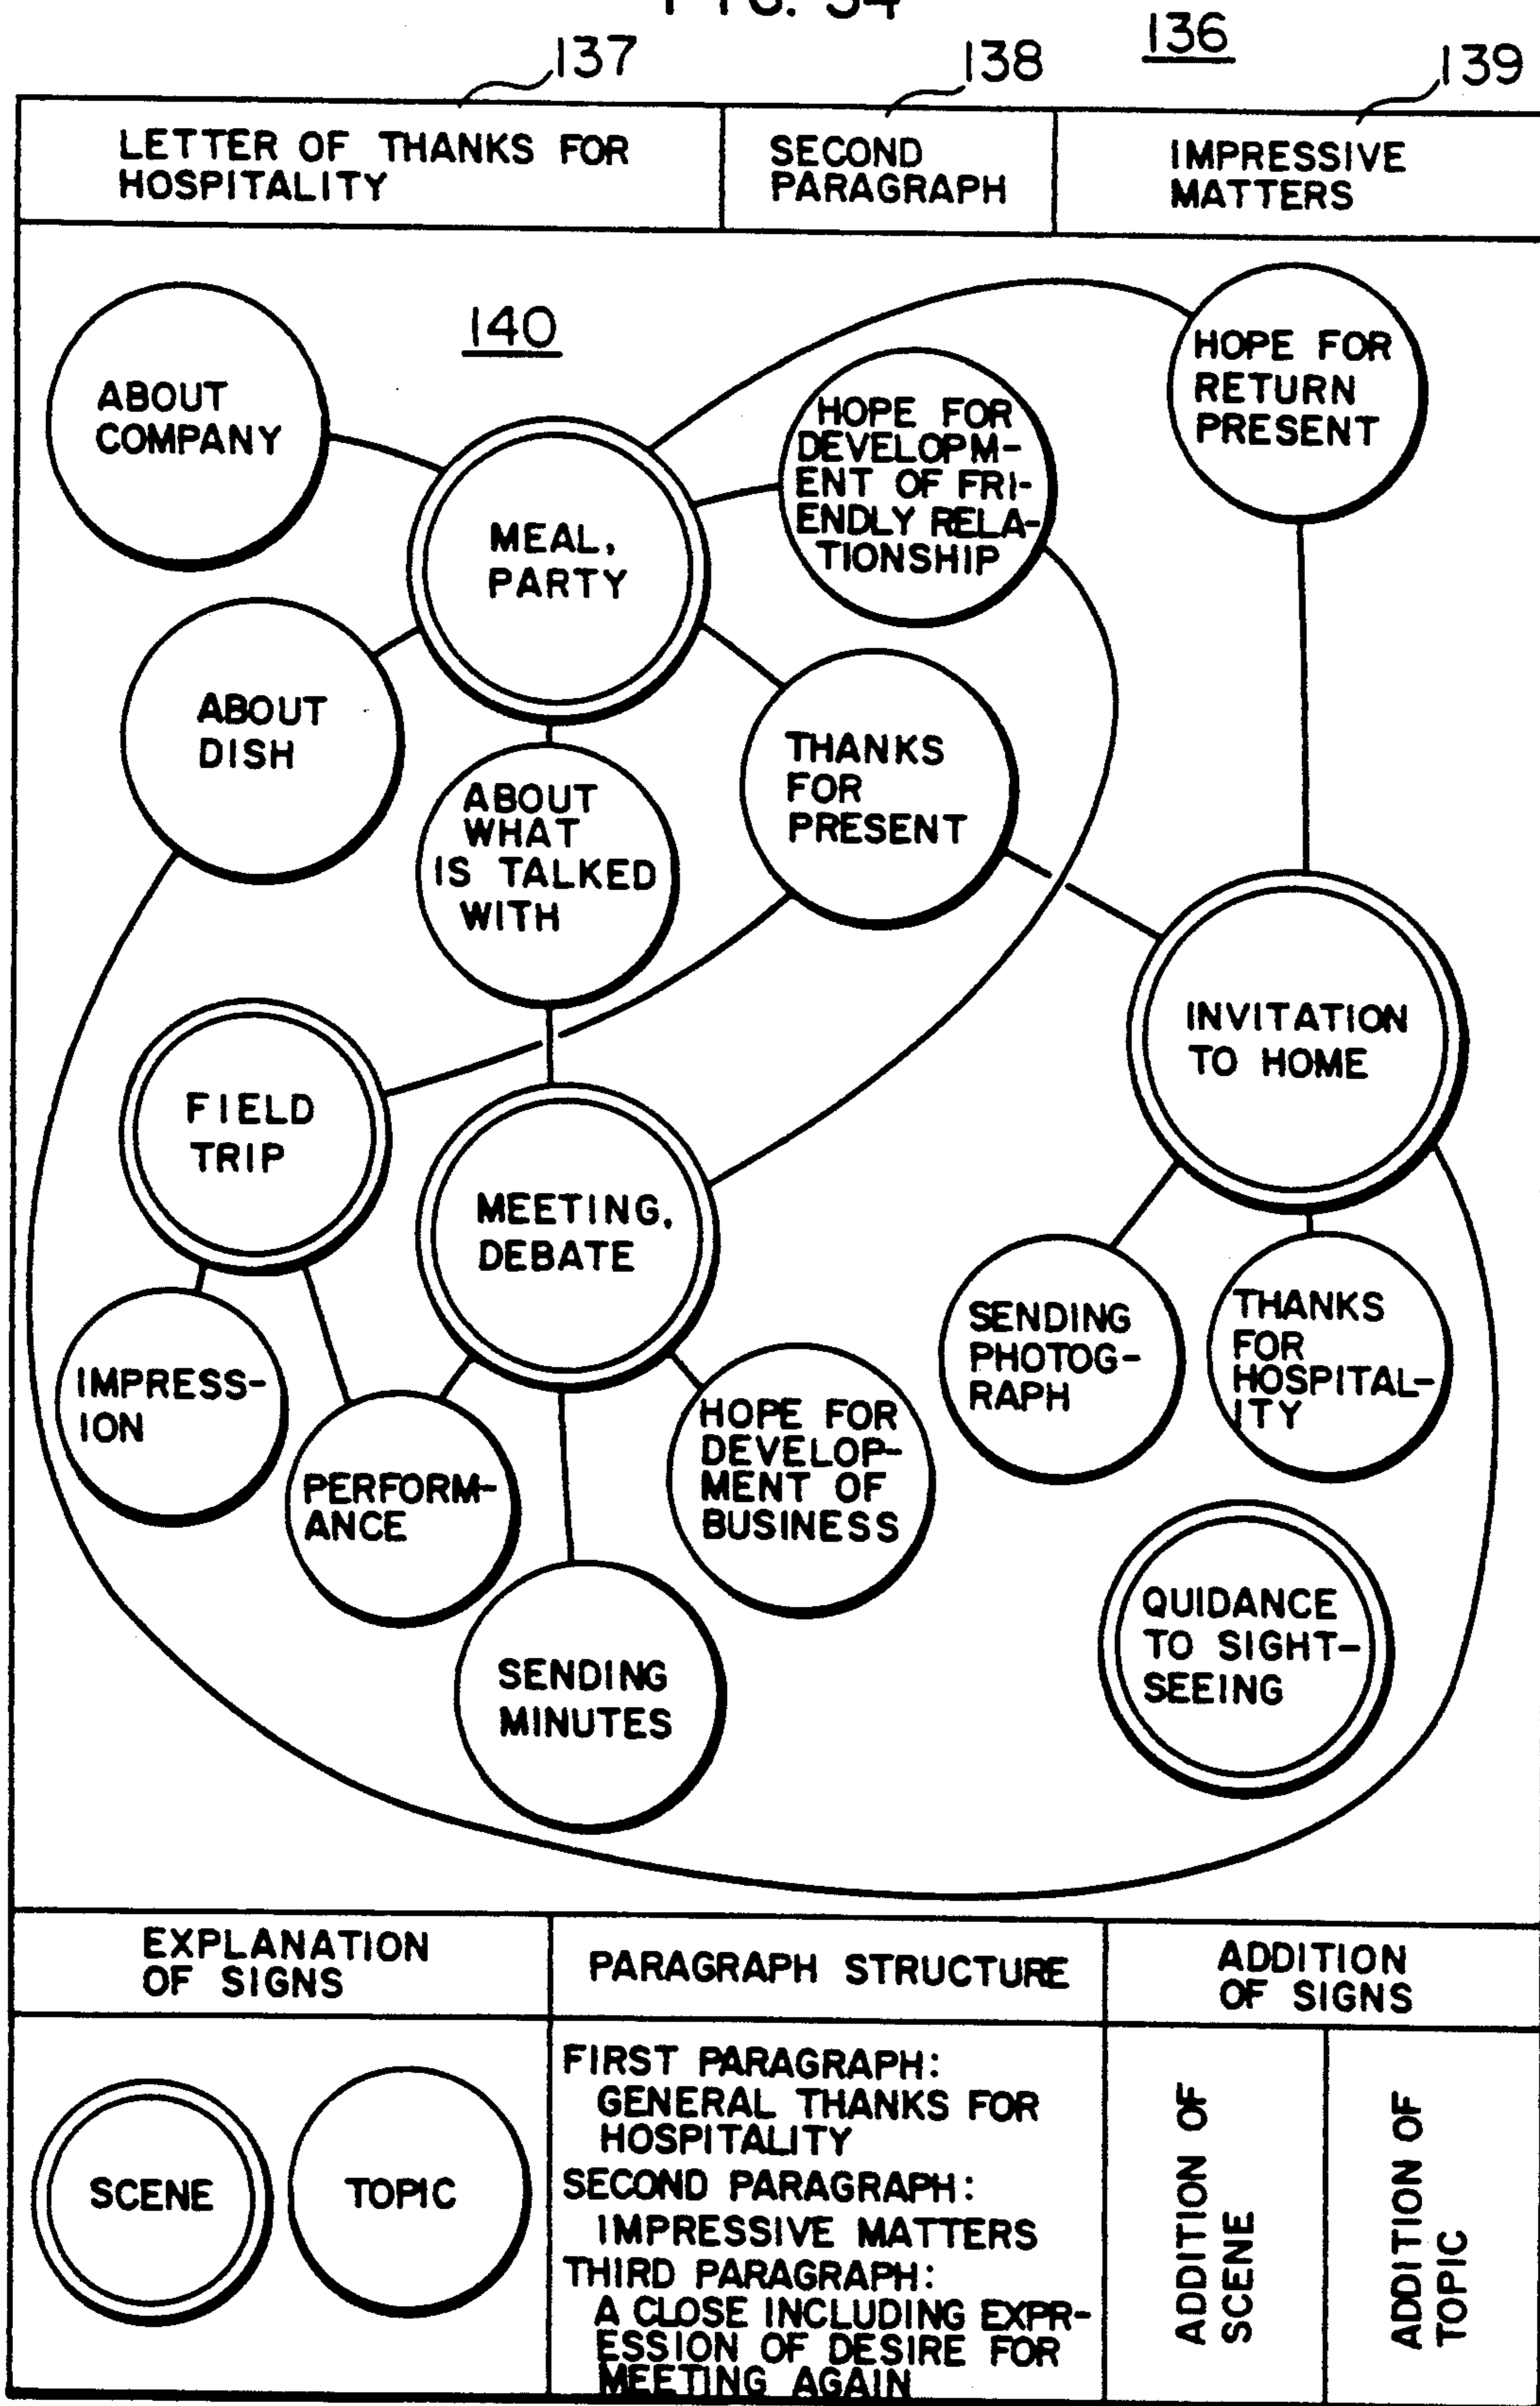 FIG. 34
136
137
138
139
LETTER OF THANKS FOR
HOSPITALITY
SECOND
PARAGRAPH
IMPRESSIVE
MATTERS
140
ABOUT
COMPANY
MEAL,
PARTY
HOPE FOR
DEVELOPM-
ENT OF FRI-
ENDLY RELA-
TIONSHIP
HOPE FOR
RETURN
PRESENT
ABOUT
DISH
ABOUT
WHAT
IS TALKED
WITH
THANKS
FOR
PRESENT
INVITATION
TO HOME
FIELD
TRIP
MEETING,
DEBATE
IMPRESS-
ION
PERFORM-
ANCE
HOPE FOR
DEVELOP-
MENT OF
BUSINESS
SENDING
PHOTOG-
RAPH
THANKS
FOR
HOSPITAL-
ITY
SENDING
MINUTES
QUIDANCE
TO SIGHT-
SEEING
EXPLANATION
OF SIGNS
PARAGRAPH STRUCTURE
ADDITION
OF SIGNS
SCENE
TOPIC
FIRST PARAGRAPH:
GENERAL THANKS FOR
HOSPITALITY
SECOND PARAGRAPH:
IMPRESSIVE MATTERS
THIRD PARAGRAPH:
A CLOSE INCLUDING EXPR-
ESSION OF DESIRE FOR
MEETING AGAIN
ADDITION OF
SCENE
ADDITION OF
TOPIC